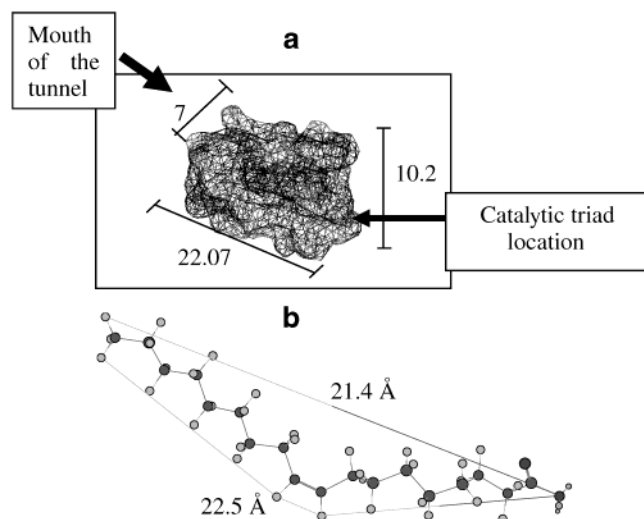 a
Mouth
of the
tunnel
7
10.2
Catalytic triad
location
22.07
b
21.4 Å
22.5 Å